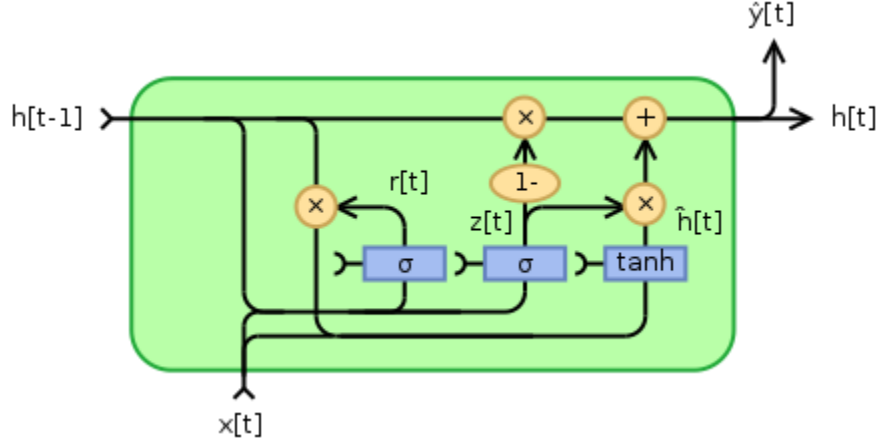 ŷ[t]
h[t-1]
×
+
h[t]
1-
r[t]
×
×
z[t]
ĥ[t]
σ
σ
tanh
x[t]